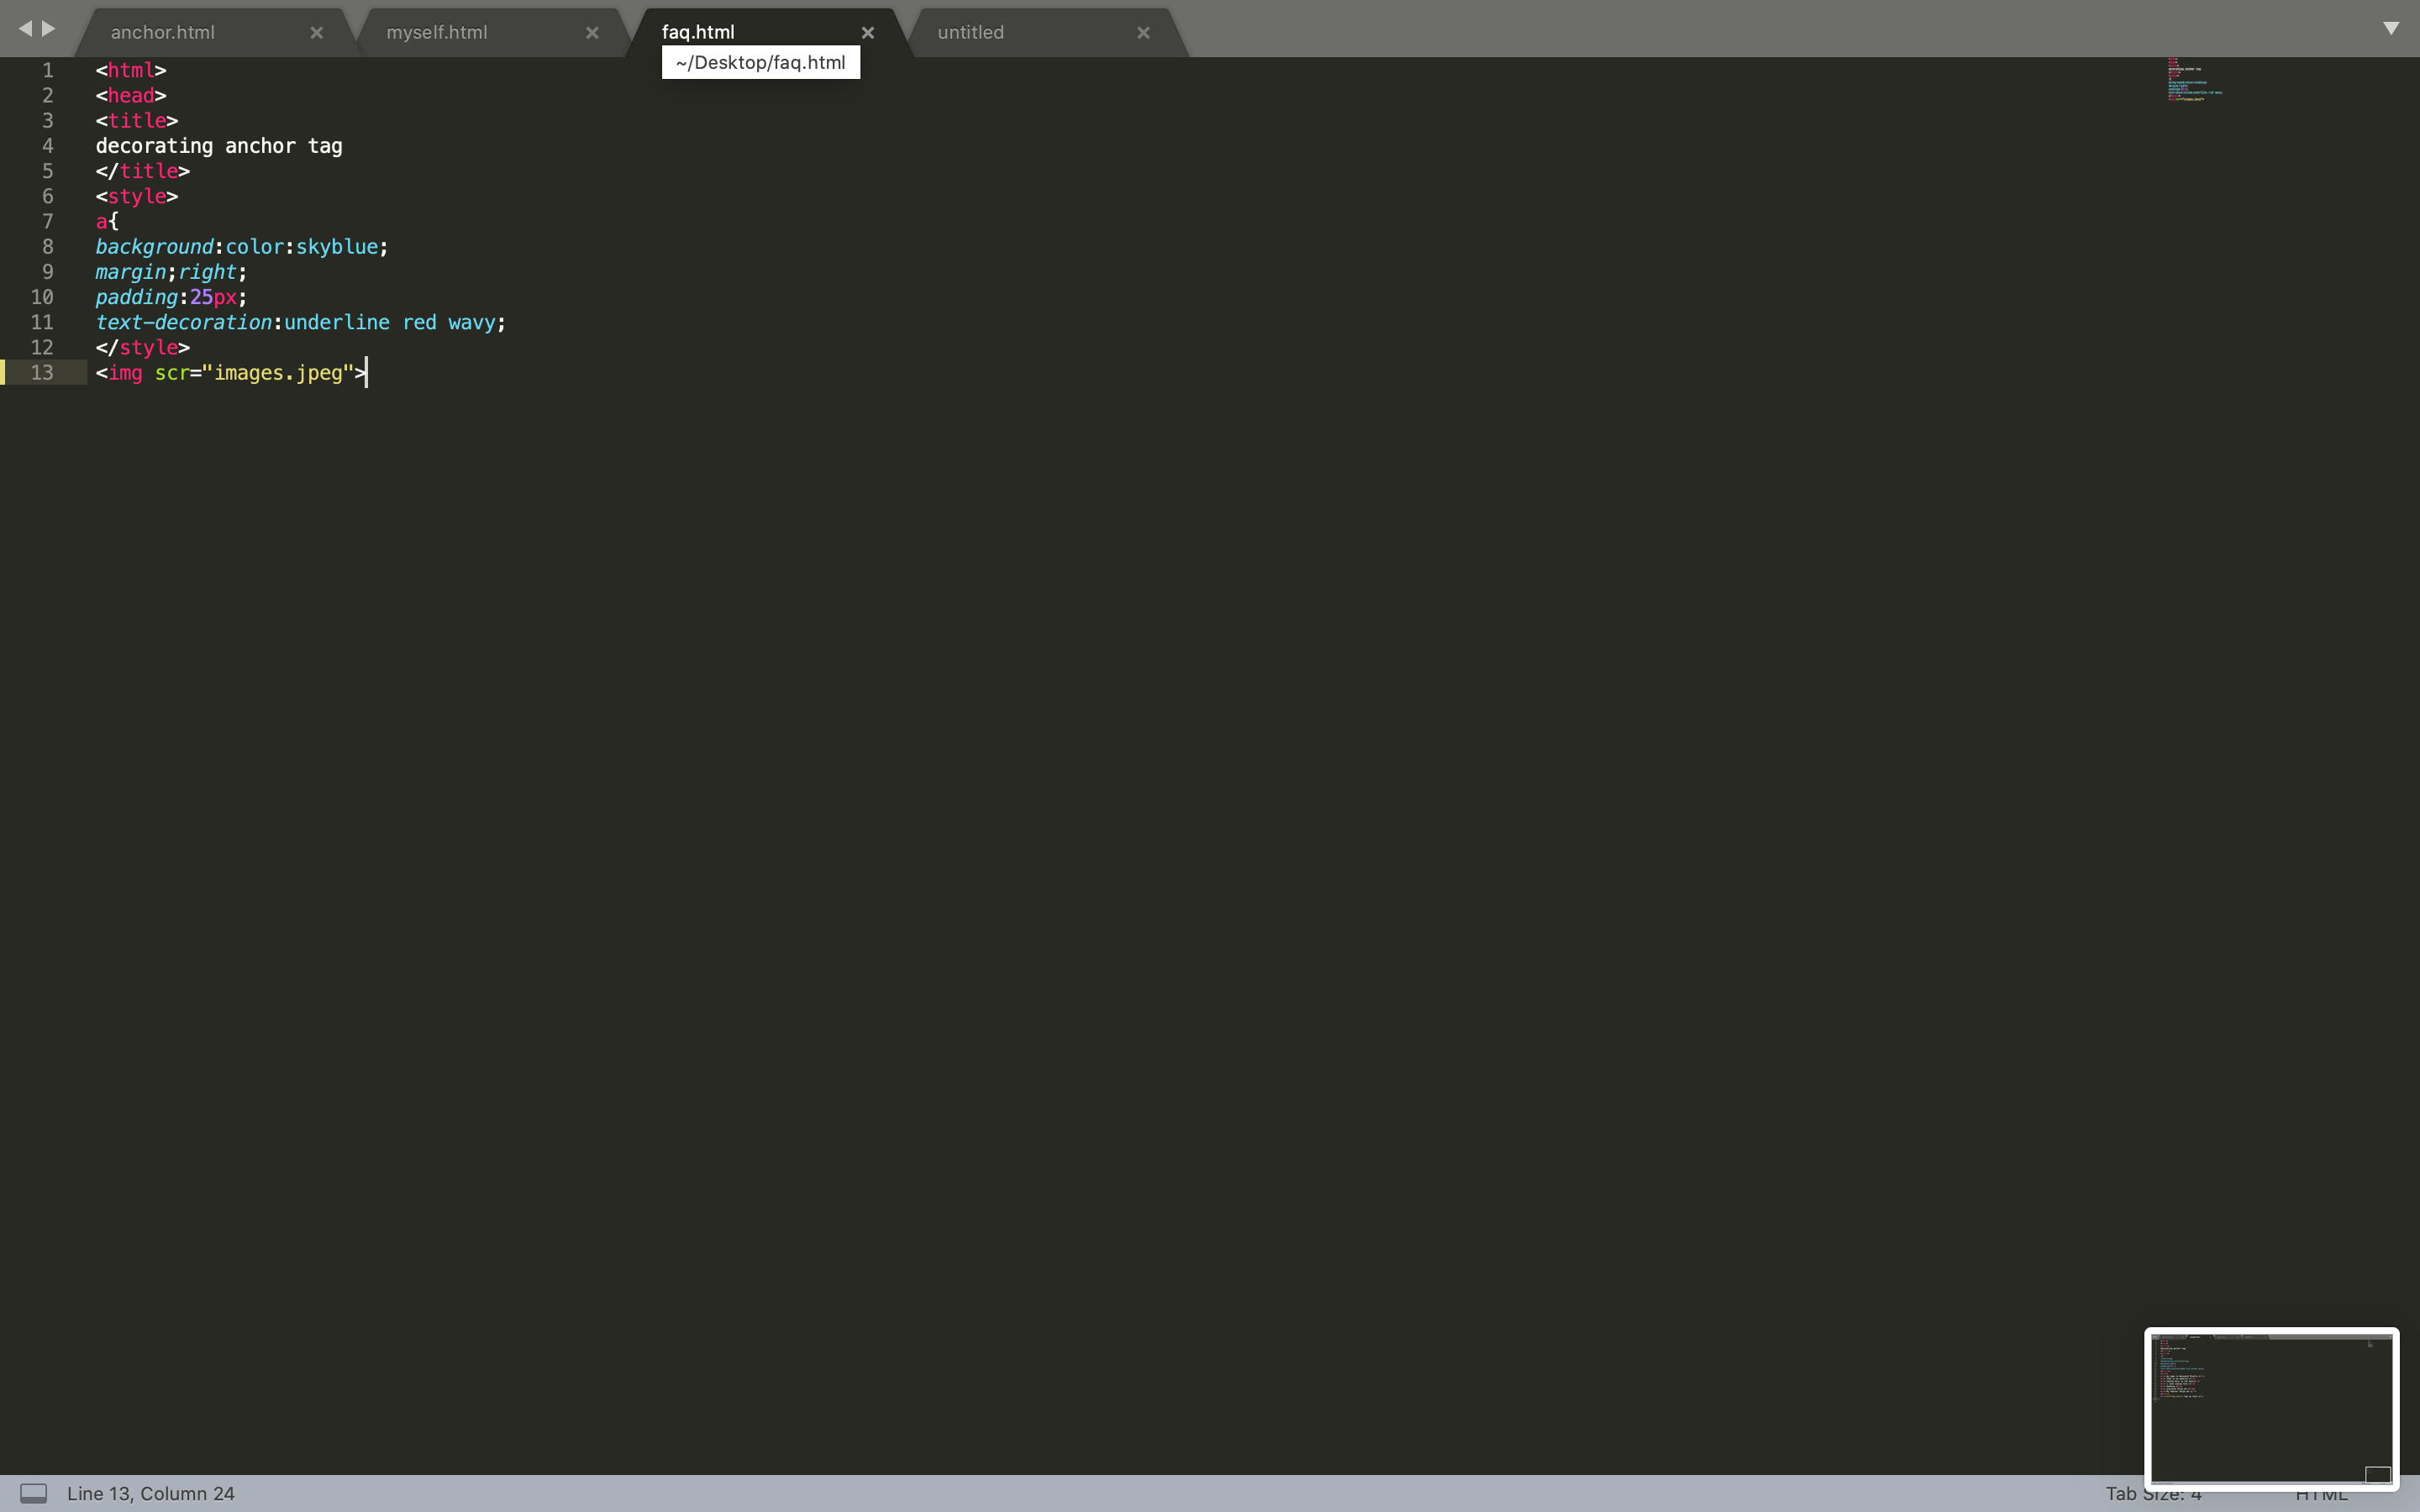 anchor.html × myself.html × faq.html × untitled ×
~/Desktop/faq.html
1 <html>
2 <head>
3 <title>
4 decorating anchor tag
5 </title>
6 <style>
7 a{
8 background:color:skyblue;
9 margin;right;
10 padding:25px;
11 text-decoration:underline red wavy;
12 </style>
13 <img scr="images.jpeg">
Line 13, Column 24 Tab Size: 4 HTML